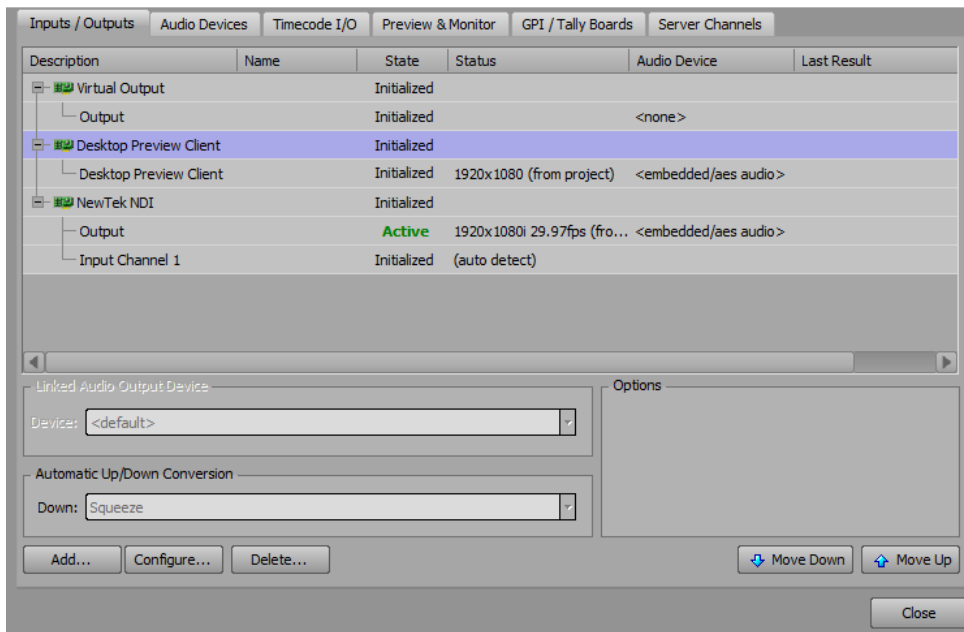 Inputs / Outputs Audio Devices Timecode I/O Preview & Monitor GPI / Tally Boards Server Channels
Description Name State Status Audio Device Last Result
Virtual Output Initialized
Output Initialized <none>
Desktop Preview Client Initialized
Desktop Preview Client Initialized 1920x1080 (from project) <embedded/aes audio>
NewTek NDI Initialized
Output Active 1920x1080i 29.97fps (fro... <embedded/aes audio>
Input Channel 1 Initialized (auto detect)
Linked Audio Output Device Options
Device: <default>
Automatic Up/Down Conversion
Down: Squeeze
Add... Configure... Delete... Move Down Move Up
Close